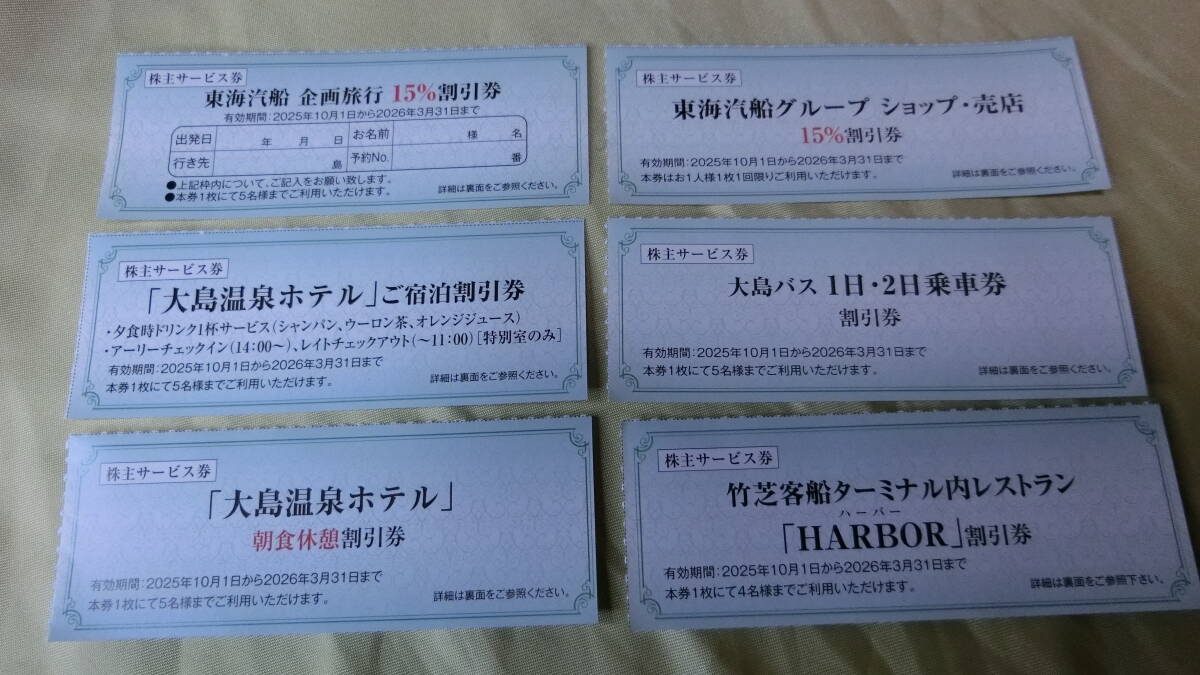 株主サービス券
東海汽船 企画旅行 15%割引券
有効期間:2025年10月1日から2026年3月31日まで
出発日 年 月 日 お名前 様 名
行き先 島 予約No. 番
●上記枠内について、ご記入をお願い致します。
●本券1枚にて5名様までご利用いただけます。
詳細は裏面をご参照ください。
株主サービス券
東海汽船グループ ショップ・売店
15%割引券
有効期間:2025年10月1日から2026年3月31日まで
本券はお1人様1枚1回限りご利用いただけます。
詳細は裏面をご参照ください。
株主サービス券
「大島温泉ホテル」ご宿泊割引券
・夕食時ドリンク1杯サービス(シャンパン、ウーロン茶、オレンジジュース)
・アーリーチェックイン(14:00～)、レイトチェックアウト(～11:00)[特別室のみ]
有効期間:2025年10月1日から2026年3月31日まで
本券1枚にて5名様までご利用いただけます。
詳細は裏面をご参照ください。
株主サービス券
大島バス 1日・2日乗車券
割引券
有効期間:2025年10月1日から2026年3月31日まで
本券1枚にて5名様までご利用いただけます。
詳細は裏面をご参照ください。
株主サービス券
「大島温泉ホテル」
朝食休憩割引券
有効期間:2025年10月1日から2026年3月31日まで
本券1枚にて5名様までご利用いただけます。
詳細は裏面をご参照ください。
株主サービス券
竹芝客船ターミナル内レストラン
ハーバー
「HARBOR」割引券
有効期間:2025年10月1日から2026年3月31日まで
本券1枚にて4名様までご利用いただけます。
詳細は裏面をご参照下さい。